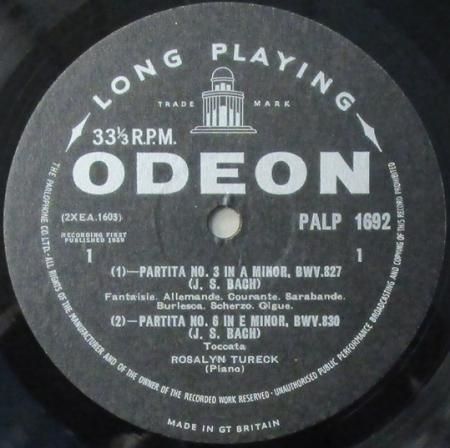 LONG PLAYING
TRADE MARK
33⅓ R.P.M.
ODEON
(2XEA.1603)
PALP 1692
RECORDING FIRST
PUBLISHED 1959
1
1
(1)—PARTITA NO. 3 IN A MINOR, BWV.827
(J. S. BACH)
Fantaisie. Allemande. Courante. Sarabande.
Burlesca. Scherzo. Gigue.
(2)—PARTITA NO. 6 IN E MINOR, BWV.830
(J. S. BACH)
Toccata
ROSALYN TURECK
(Piano)
THE PARLOPHONE CO. LTD. · ALL RIGHTS OF THE MANUFACTURER AND OF THE OWNER OF THE RECORDED WORK RESERVED · UNAUTHORISED PUBLIC PERFORMANCE BROADCASTING AND COPYING OF THIS RECORD PROHIBITED
MADE IN GT BRITAIN